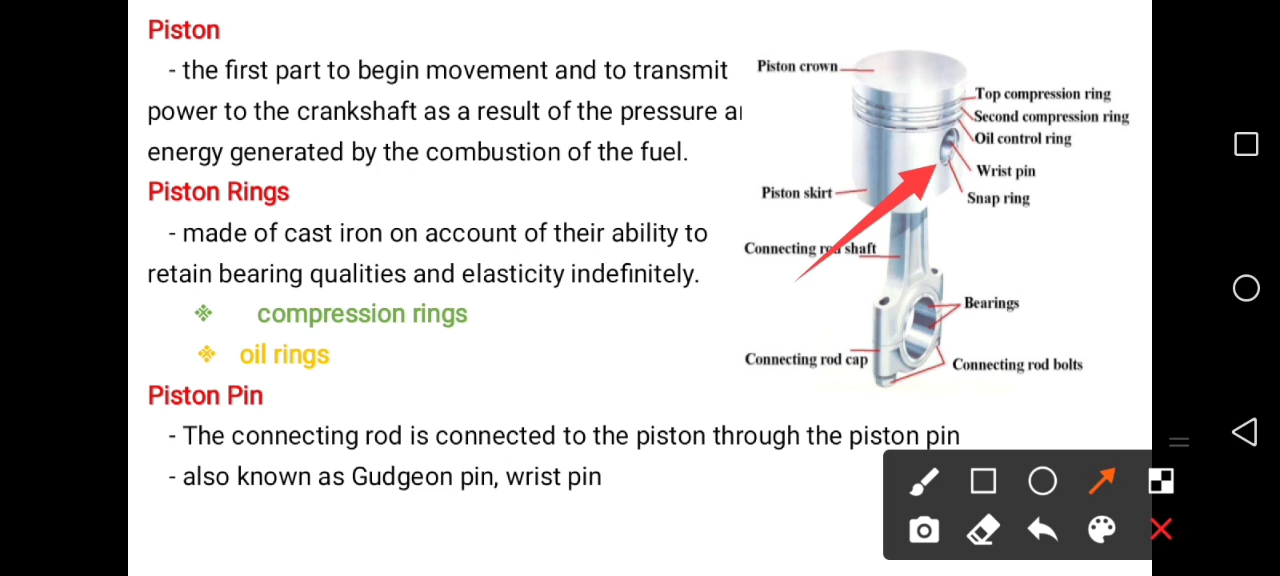 Piston
- the first part to begin movement and to transmit
power to the crankshaft as a result of the pressure
energy generated by the combustion of the fuel.
Piston Rings
- made of cast iron on account of their ability to
retain bearing qualities and elasticity indefinitely.
❖ compression rings
❖ oil rings
Piston Pin
- The connecting rod is connected to the piston through the piston pin
- also known as Gudgeon pin, wrist pin
Piston crown
Top compression ring
Second compression ring
Oil control ring
Wrist pin
Snap ring
Piston skirt
Connecting rod shaft
Bearings
Connecting rod cap
Connecting rod bolts